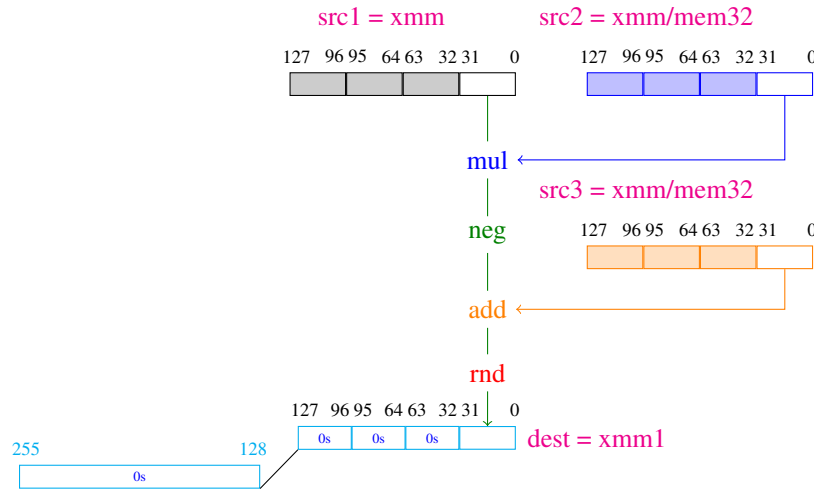 src1 = xmm src2 = xmm/mem32
127 96 95 64 63 32 31 0 127 96 95 64 63 32 31 0
mul
src3 = xmm/mem32
neg 127 96 95 64 63 32 31 0
add
rnd
127 96 95 64 63 32 31 0
0s 0s 0s dest = xmm1
255 128
0s